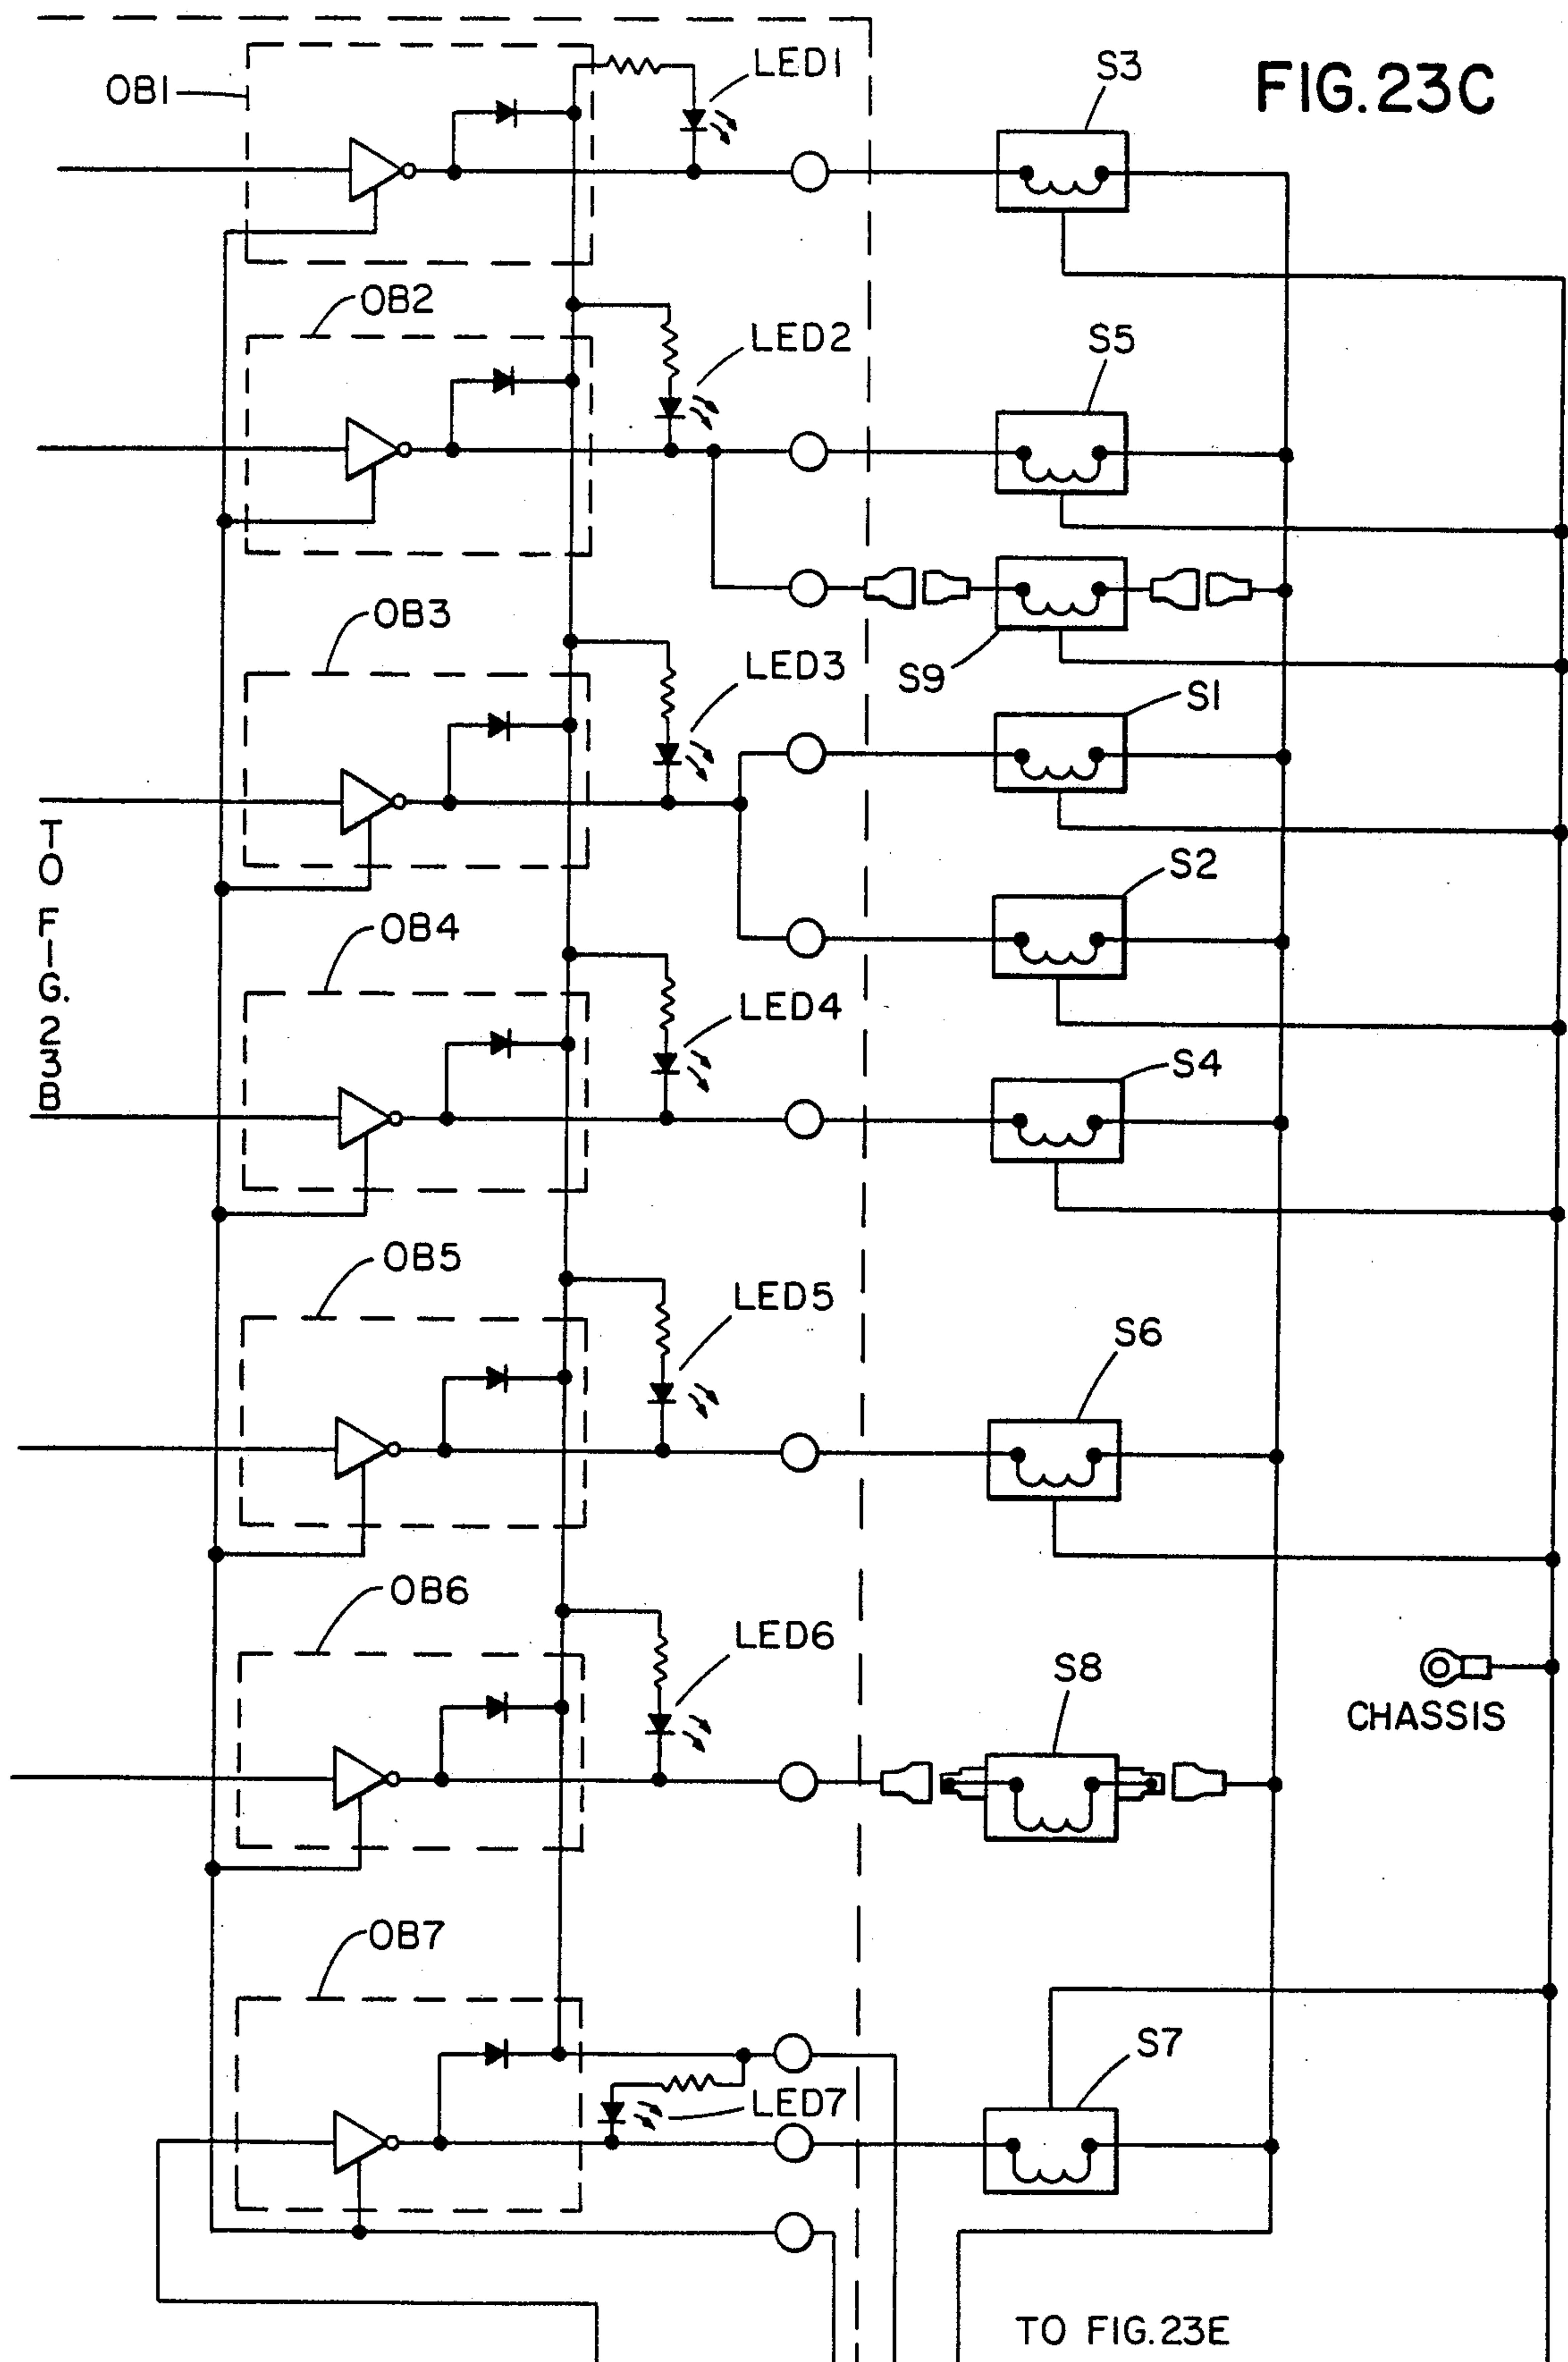 FIG.23C
OB1
LED1
S3
OB2
LED2
S5
OB3
LED3
S9
S1
TO FIG. 23B
OB4
LED4
S2
S4
OB5
LED5
S6
OB6
LED6
S8
CHASSIS
OB7
LED7
S7
TO FIG.23E